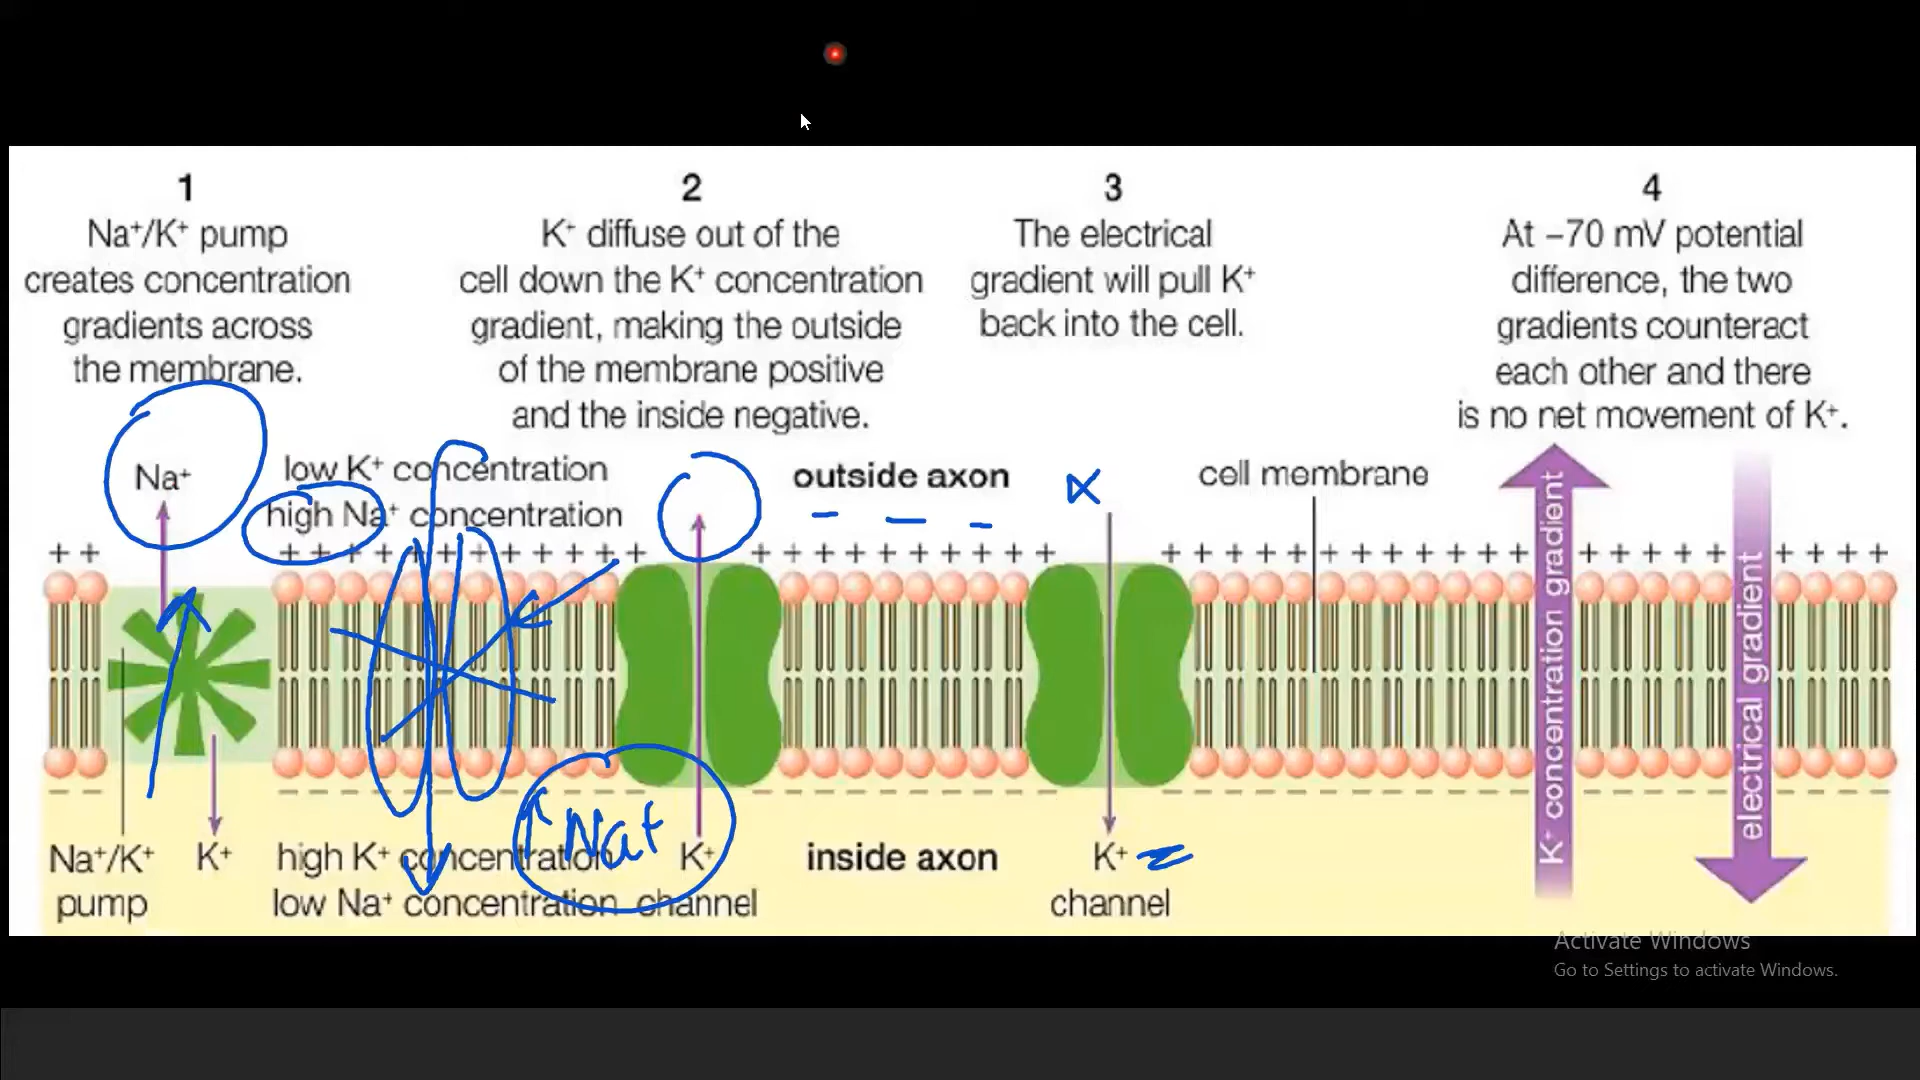 1
Na⁺/K⁺ pump
creates concentration
gradients across
the membrane.
2
K⁺ diffuse out of the
cell down the K⁺ concentration
gradient, making the outside
of the membrane positive
and the inside negative.
3
The electrical
gradient will pull K⁺
back into the cell.
4
At –70 mV potential
difference, the two
gradients counteract
each other and there
is no net movement of K⁺.
Na⁺
low K⁺ concentration
high Na⁺ concentration
outside axon
cell membrane
+ +
+ + + + + + + + + + + +
+ + + + + + + + + +
+ + + + + + + + + + + +
+ + + + + + + + + +
K⁺ concentration gradient
electrical gradient
Na⁺/K⁺
pump
K⁺
high K⁺ concentration
low Na⁺ concentration
Na+
K⁺
channel
inside axon
K⁺
channel
Activate Windows
Go to Settings to activate Windows.